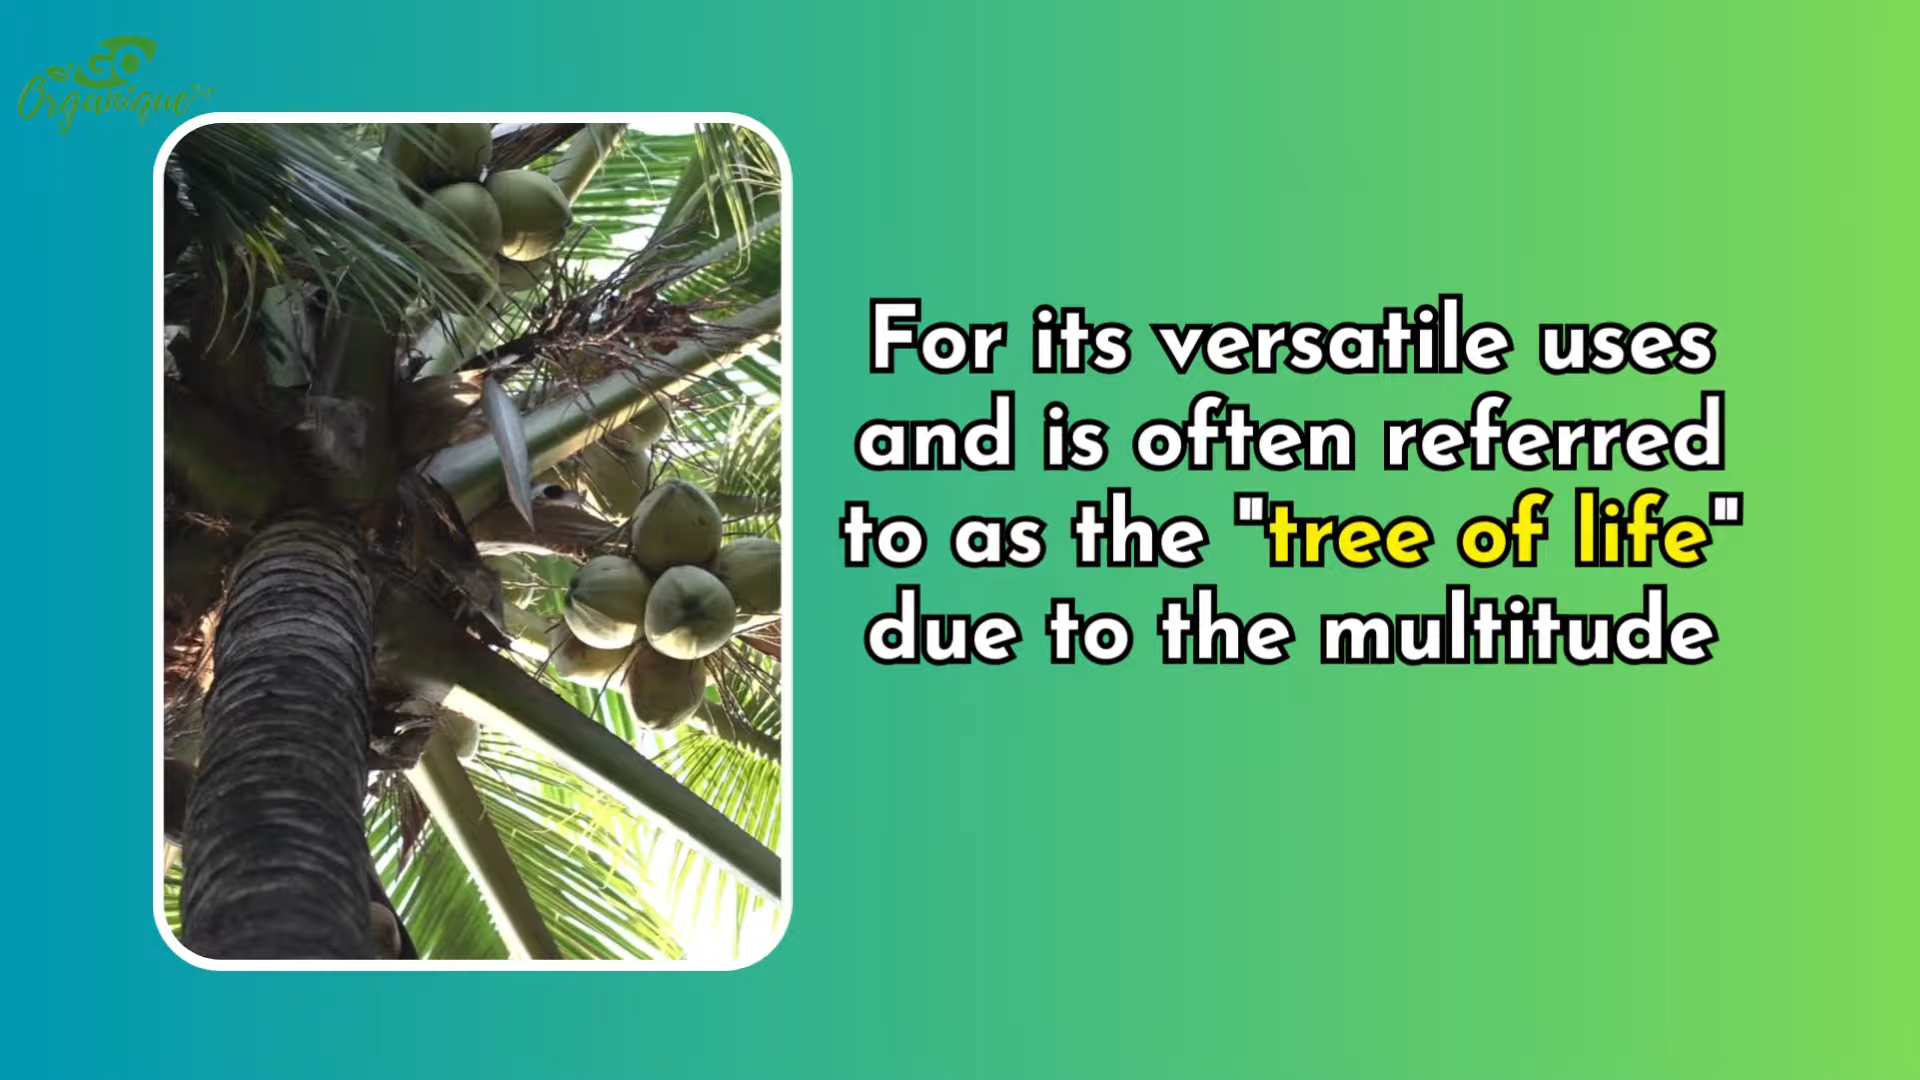 GO
Organique
For its versatile uses
and is often referred
to as the "tree of life"
due to the multitude